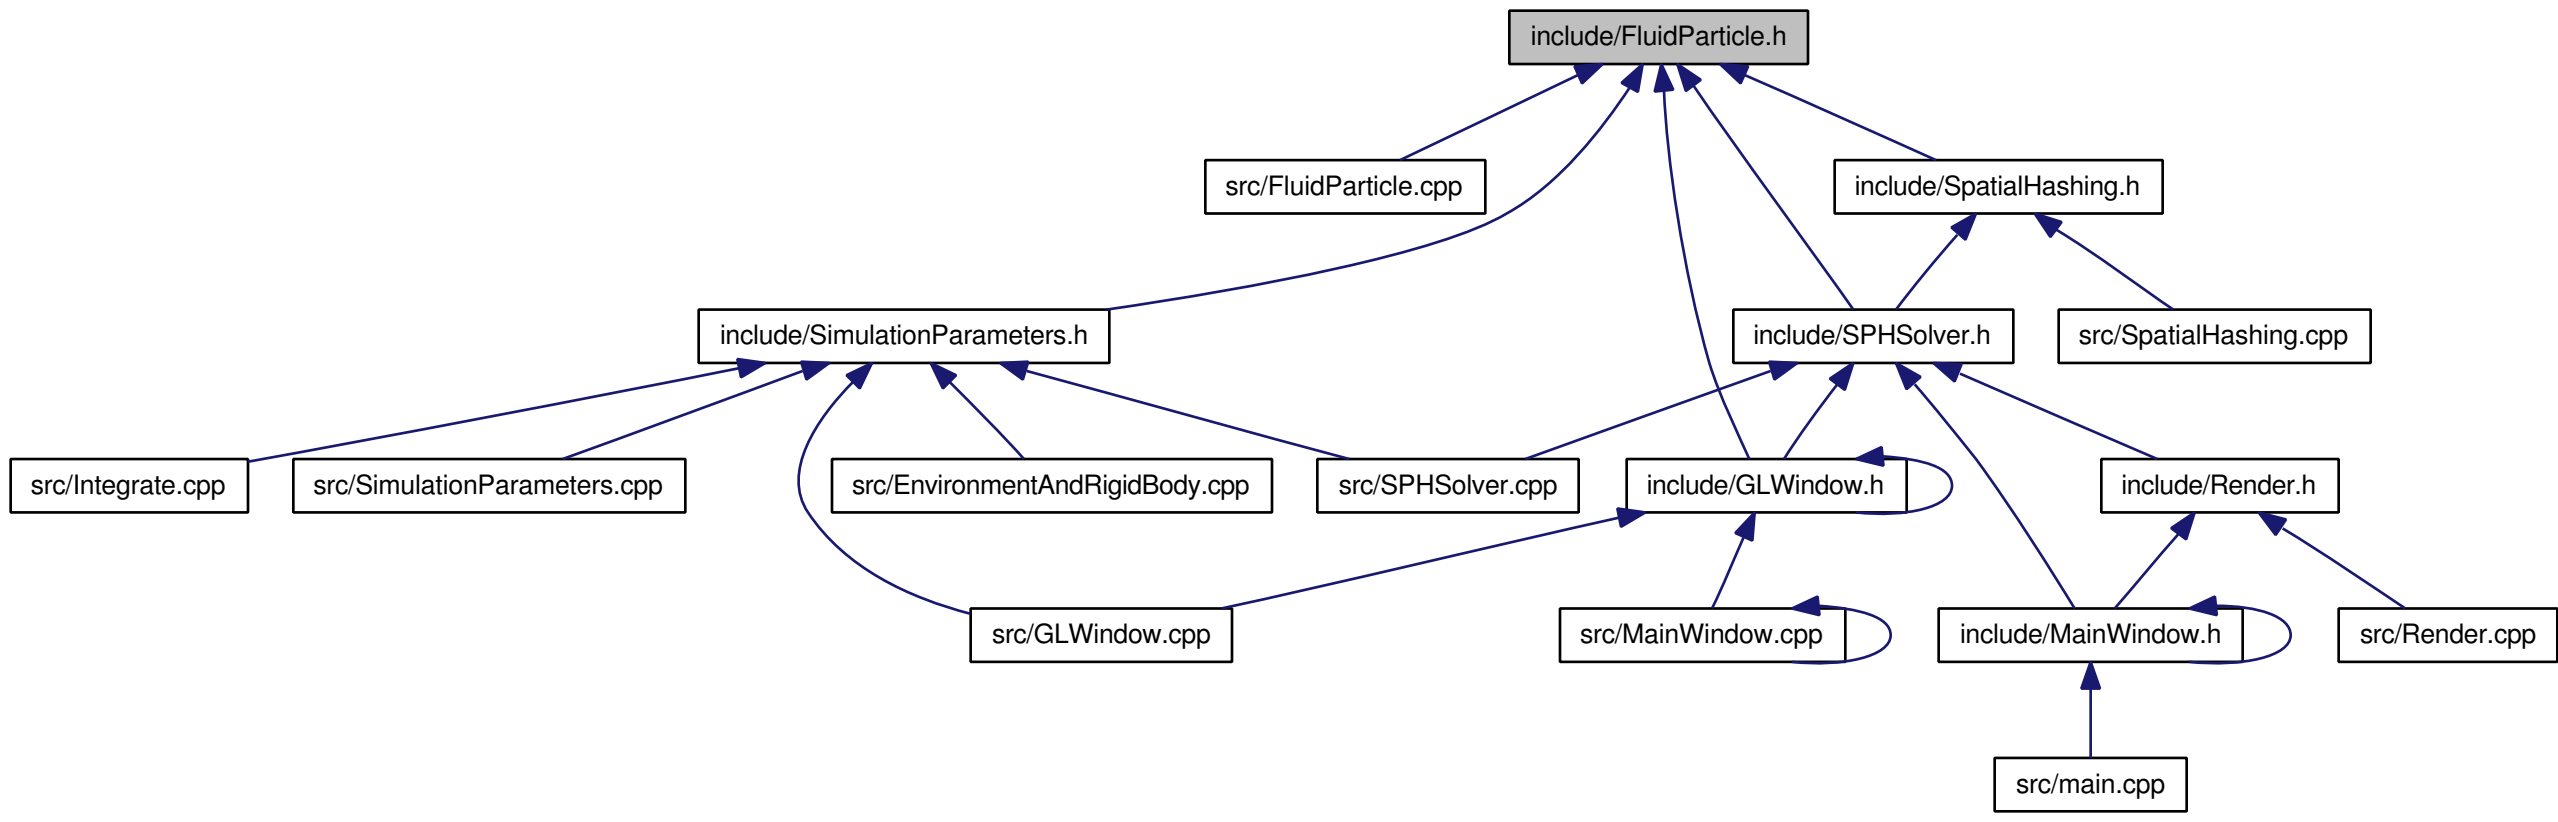 include/FluidParticle.h
src/FluidParticle.cpp
include/SpatialHashing.h
include/SimulationParameters.h
include/SPHSolver.h
src/SpatialHashing.cpp
src/Integrate.cpp
src/SimulationParameters.cpp
src/EnvironmentAndRigidBody.cpp
src/SPHSolver.cpp
include/GLWindow.h
include/Render.h
src/GLWindow.cpp
src/MainWindow.cpp
include/MainWindow.h
src/Render.cpp
src/main.cpp